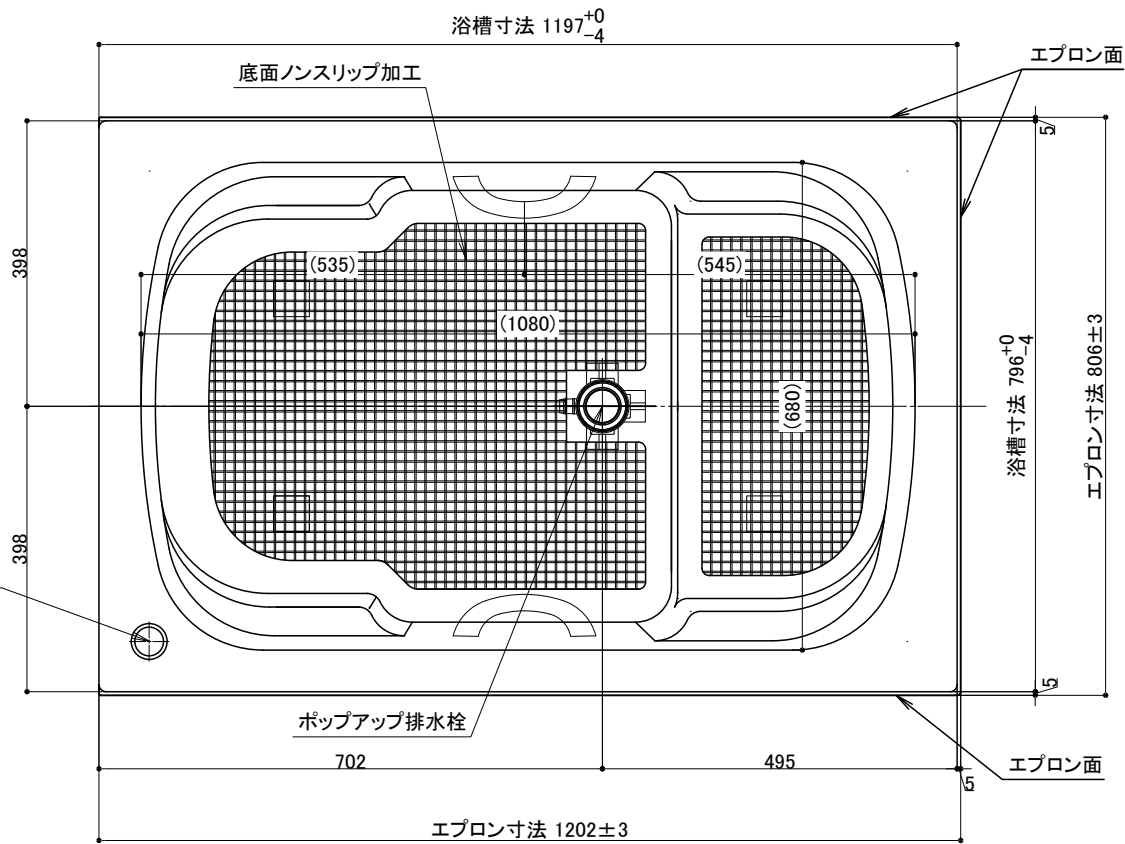 浴槽寸法 1197+0-4
エプロン面
底面ノンスリップ加工
5
398
(535)
(545)
(1080)
浴槽寸法 796+0-4
エプロン寸法 806±3
(680)
398
5
ポップアップ排水栓
702
495
エプロン面
5
エプロン寸法 1202±3